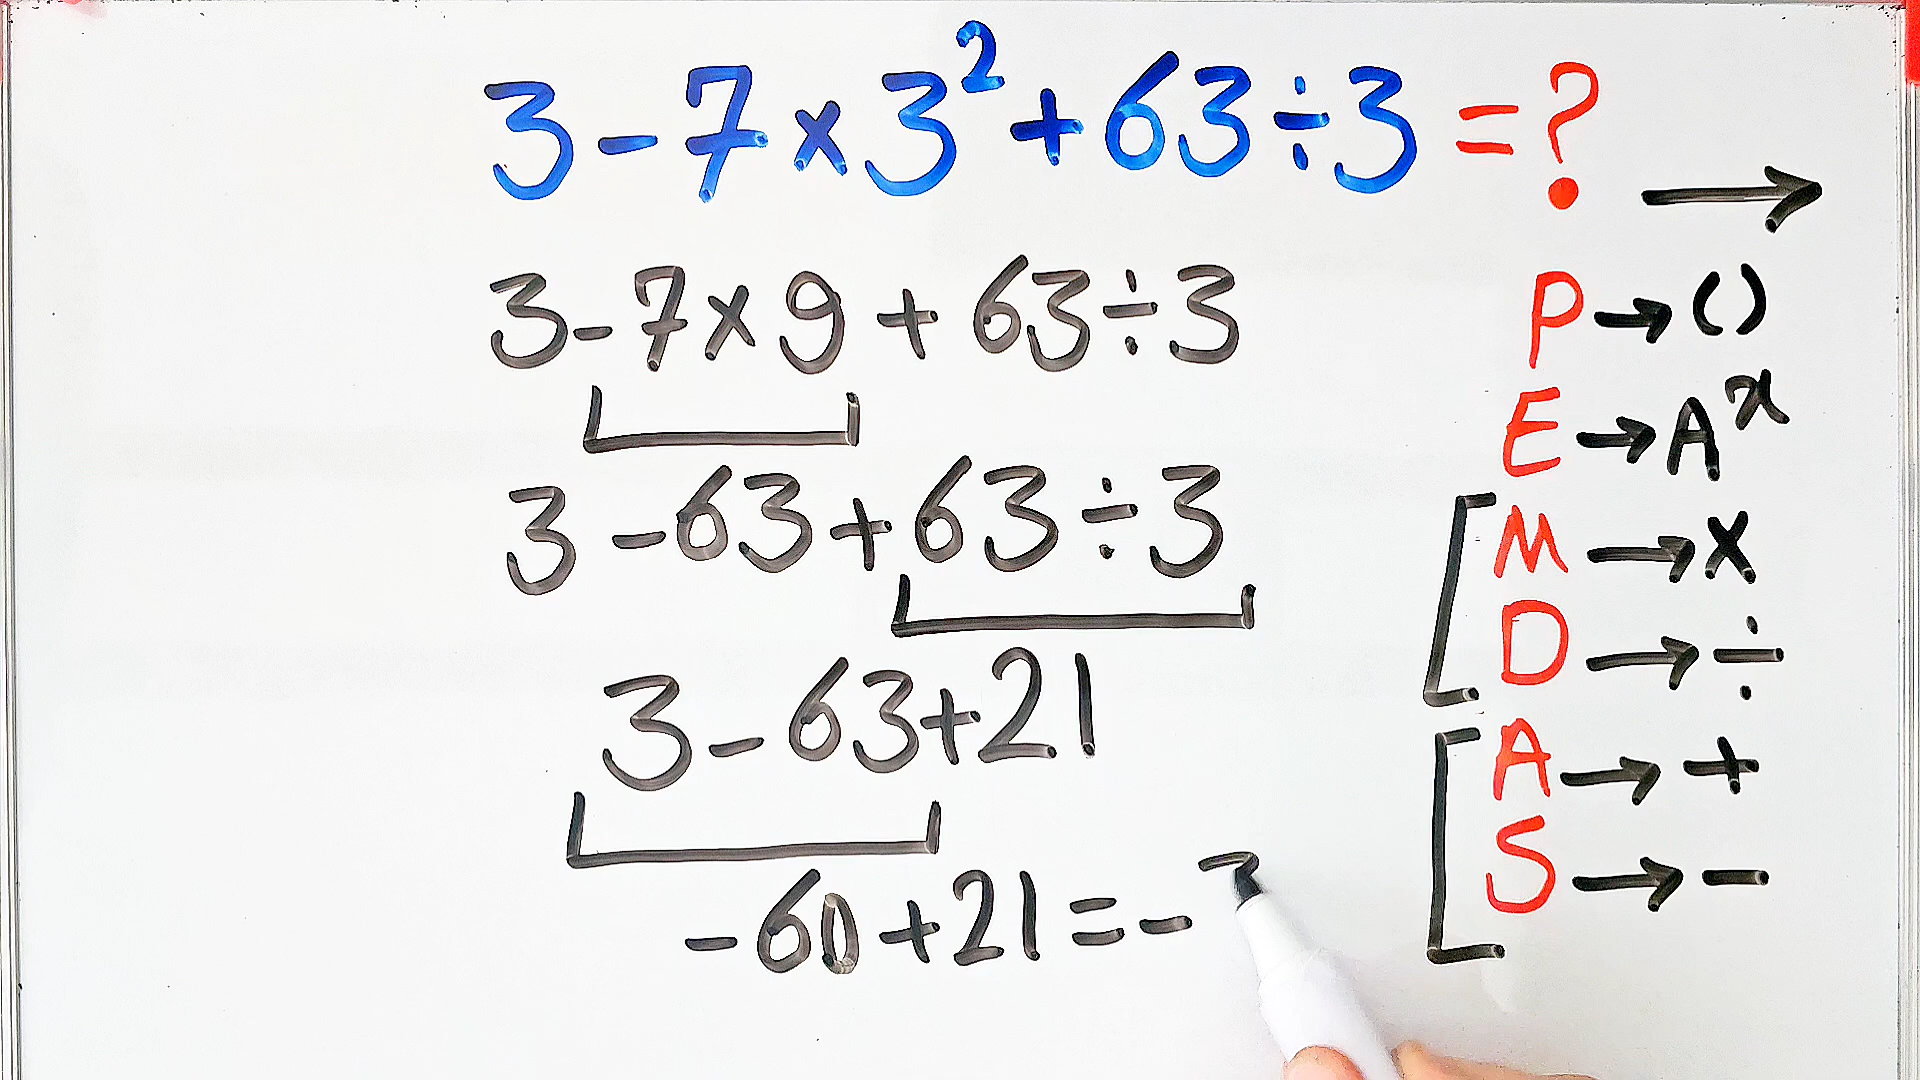 3 - 7 × 3² + 63 ÷ 3 = ?
→
3 - 7 × 9 + 63 ÷ 3
3 - 63 + 63 ÷ 3
3 - 63 + 21
- 60 + 21 = -
P → ()
E → Aˣ
M → ×
D → ÷
A → +
S → -